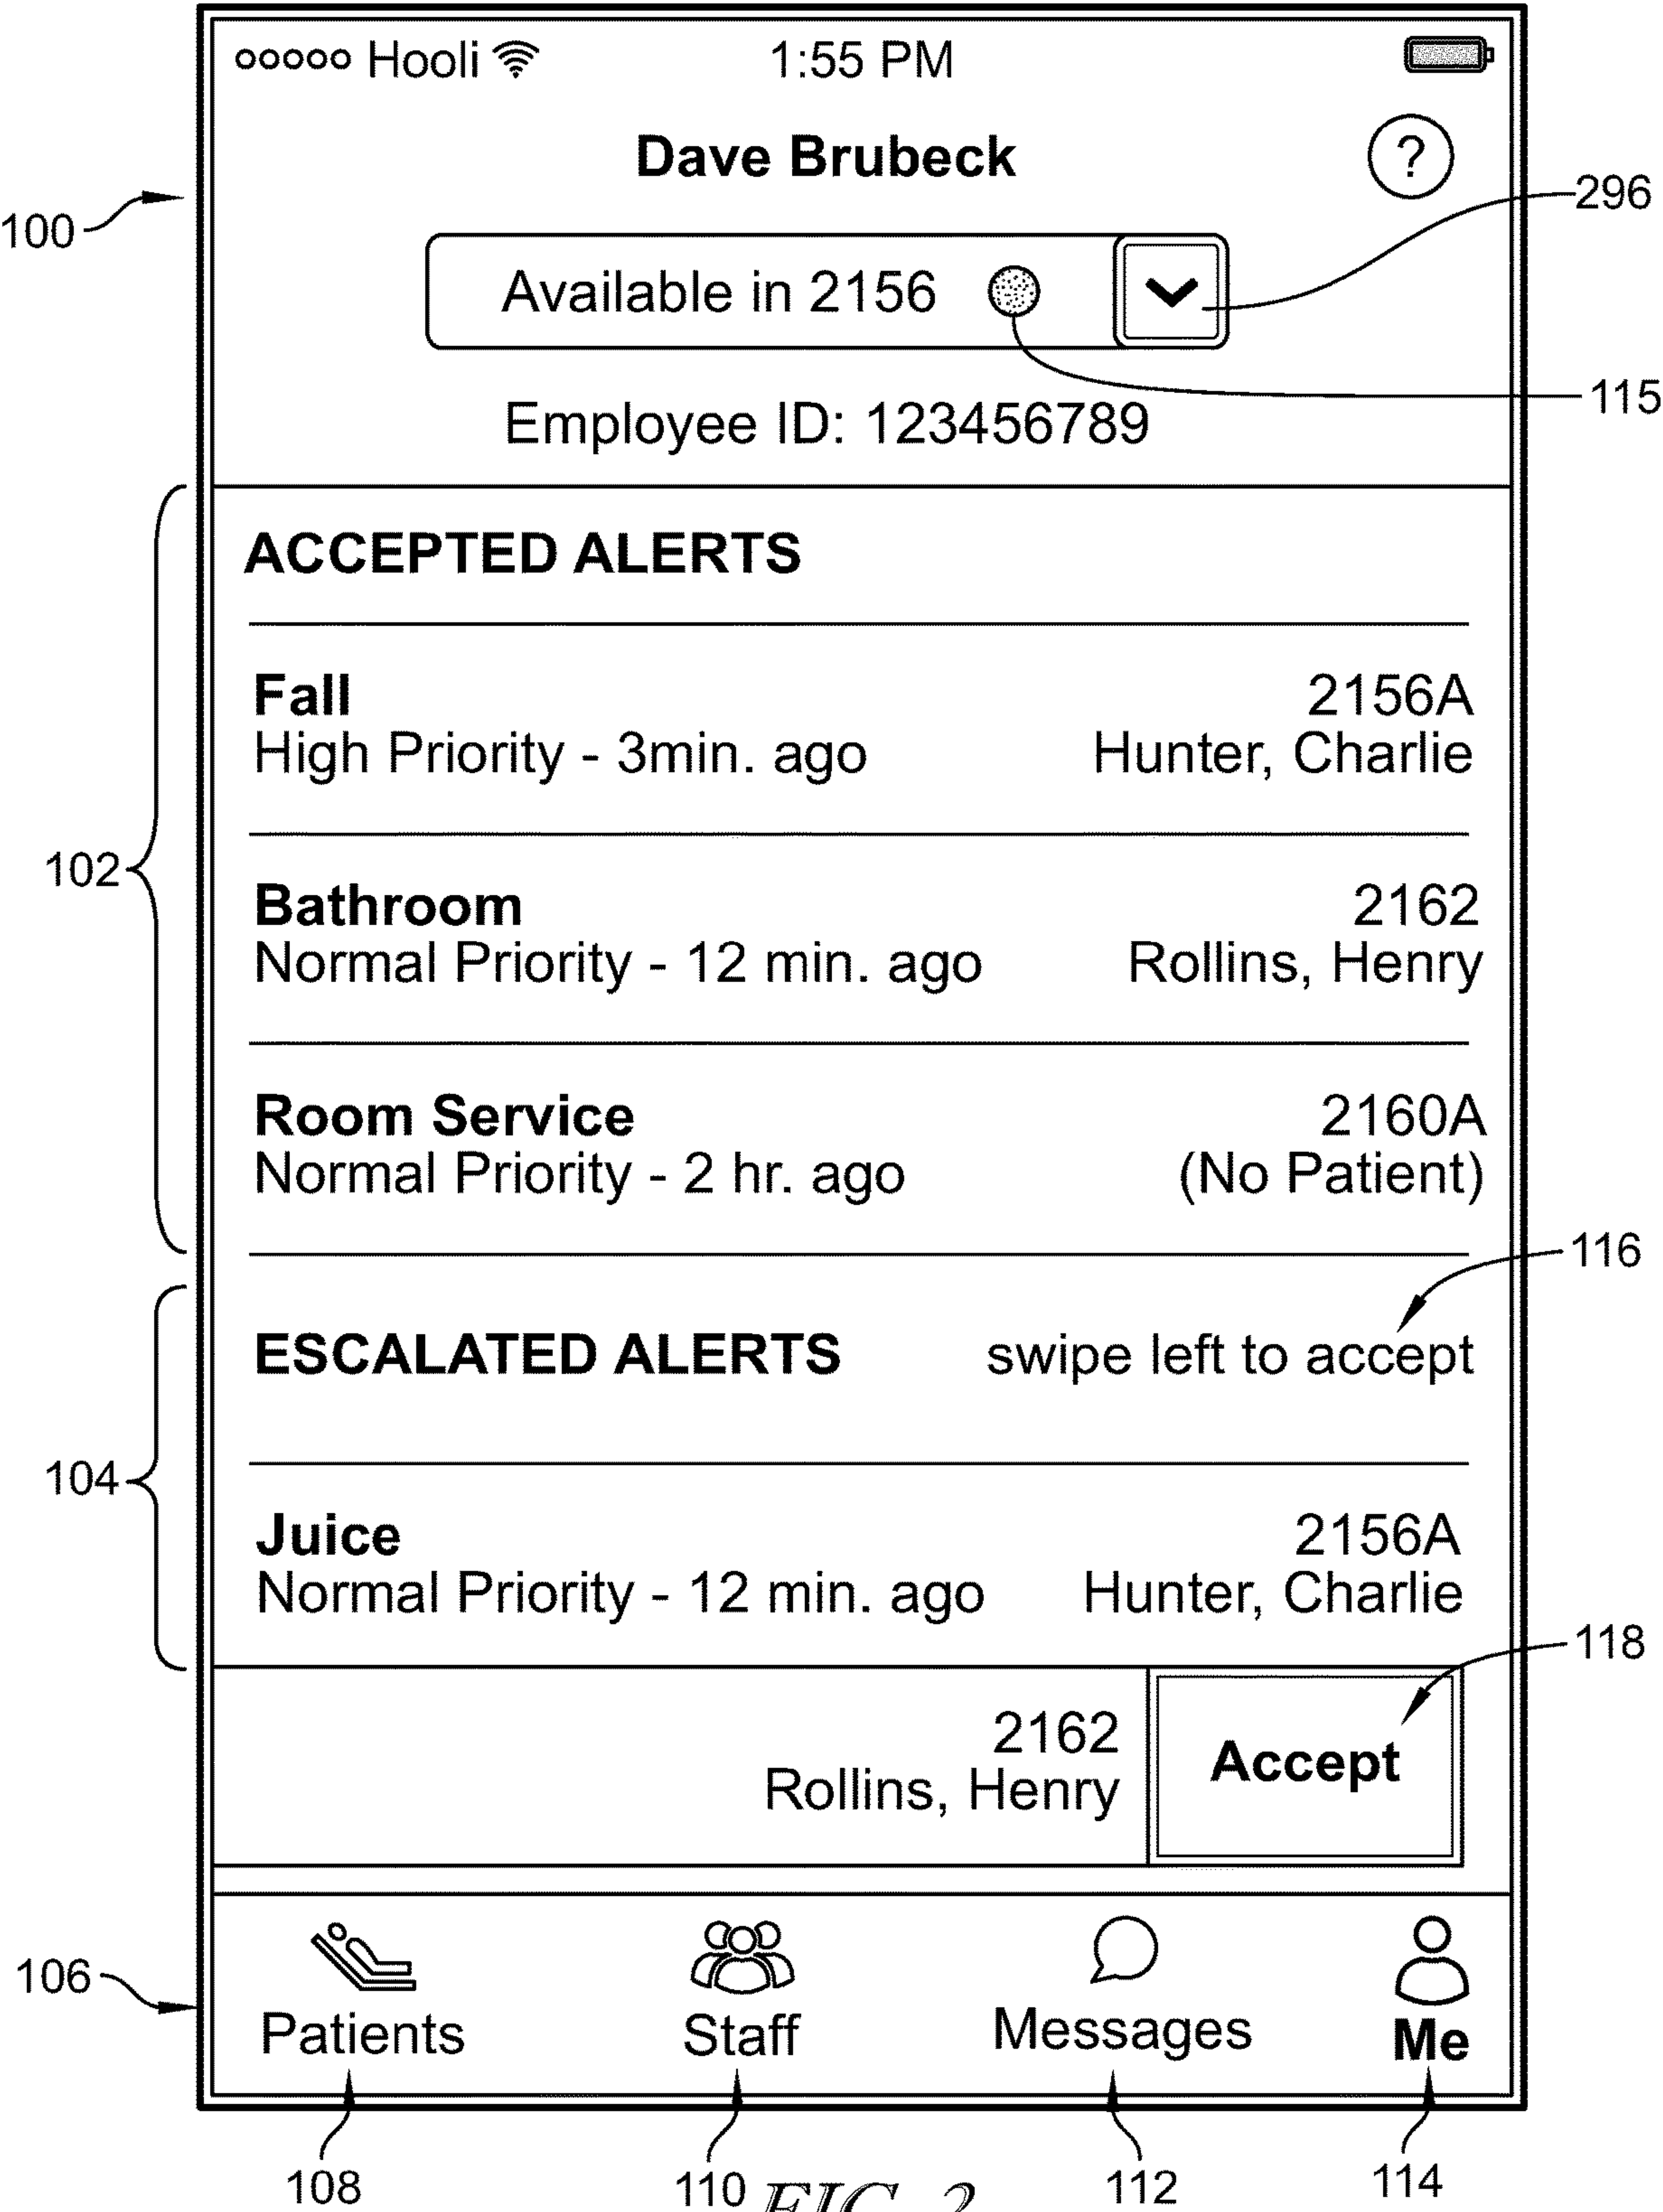 ooooo Hooli 1:55 PM
Dave Brubeck ?
100
296
Available in 2156
115
Employee ID: 123456789
ACCEPTED ALERTS
Fall 2156A
High Priority - 3min. ago Hunter, Charlie
102
Bathroom 2162
Normal Priority - 12 min. ago Rollins, Henry
Room Service 2160A
Normal Priority - 2 hr. ago (No Patient)
116
ESCALATED ALERTS swipe left to accept
104
Juice 2156A
Normal Priority - 12 min. ago Hunter, Charlie
118
2162
Rollins, Henry
Accept
106
Patients Staff Messages Me
108 110 112 114
FIG. 2